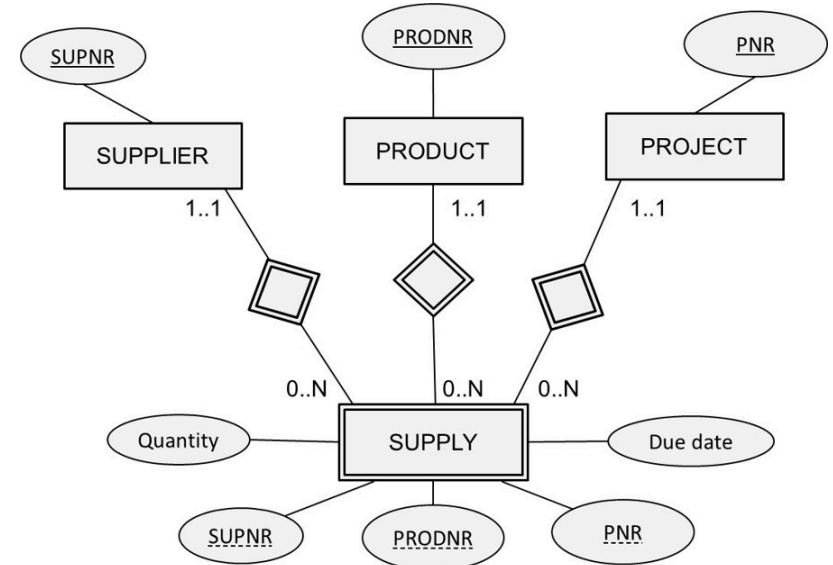 SUPNR
PRODNR
PNR
SUPPLIER
PRODUCT
PROJECT
1..1
1..1
1..1
0..N
0..N
0..N
Quantity
SUPPLY
Due date
SUPNR
PRODNR
PNR